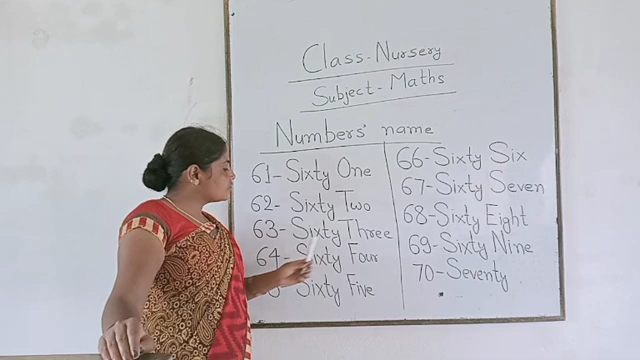 Class-Nursery
Subject-Maths
Numbers' name
61-Sixty One
62-Sixty Two
63-Sixty Three
64-Sixty Four
Sixty Five
66-Sixty Six
67-Sixty Seven
68-Sixty Eight
69-Sixty Nine
70-Seventy